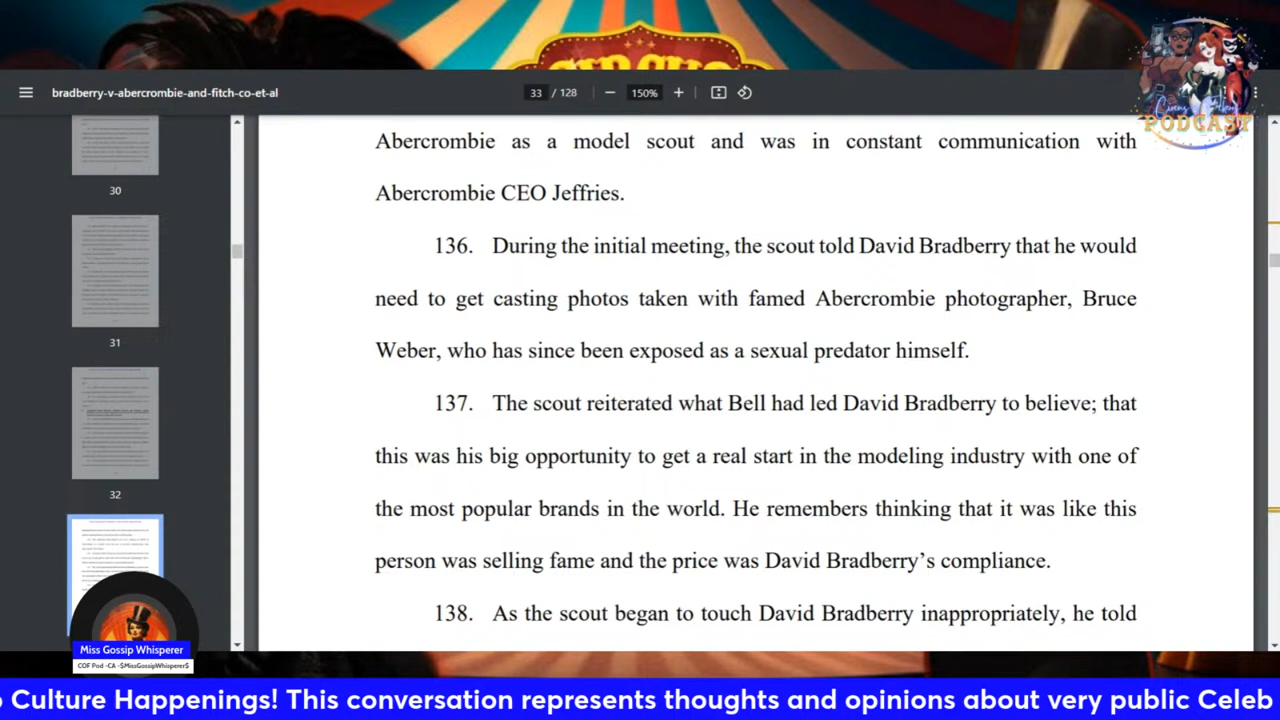 CIRCUS
bradberry-v-abercrombie-and-fitch-co-et-al
33 / 128
150%
PODCAST
Abercrombie as a model scout and was in constant communication with
Abercrombie CEO Jeffries.
136. During the initial meeting, the scout told David Bradberry that he would
need to get casting photos taken with famed Abercrombie photographer, Bruce
Weber, who has since been exposed as a sexual predator himself.
137. The scout reiterated what Bell had led David Bradberry to believe; that
this was his big opportunity to get a real start in the modeling industry with one of
the most popular brands in the world. He remembers thinking that it was like this
person was selling fame and the price was David Bradberry’s compliance.
138. As the scout began to touch David Bradberry inappropriately, he told
30
31
32
Miss Gossip Whisperer
COF Pod -CA -$MissGossipWhisperer$
Culture Happenings! This conversation represents thoughts and opinions about very public Celeb